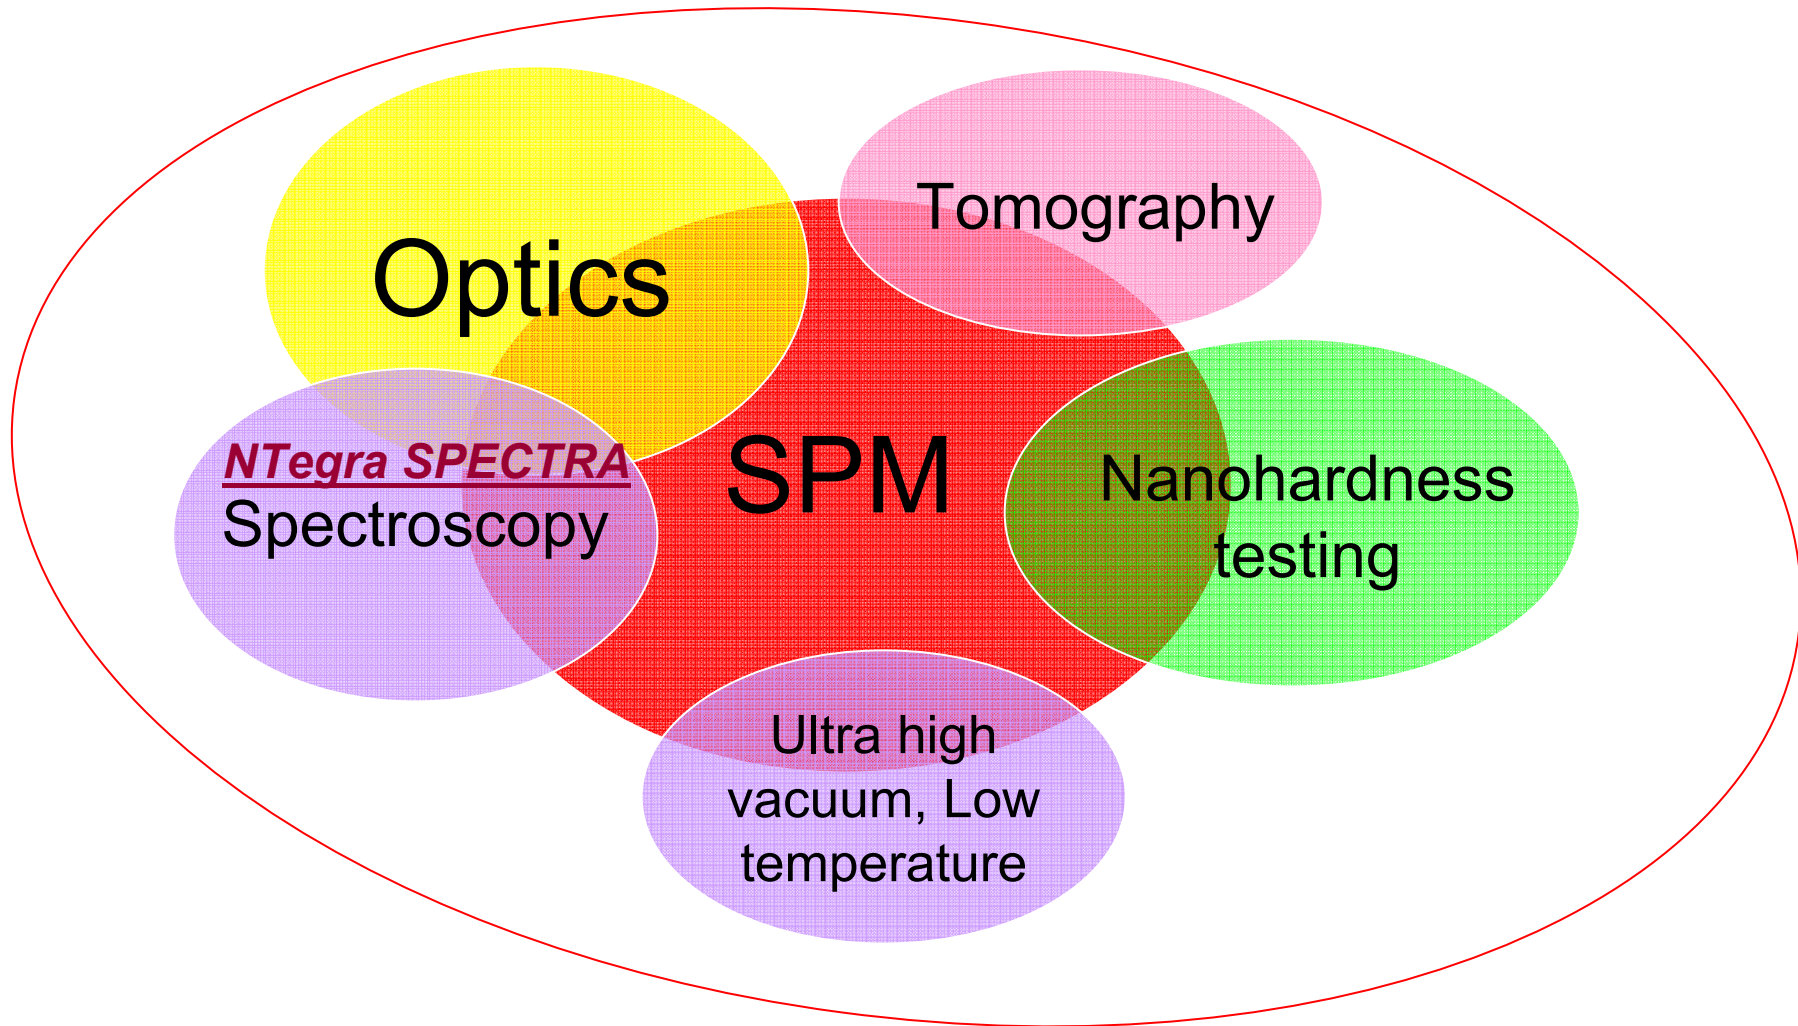 Tomography
Optics
NTegra SPECTRA
Spectroscopy
SPM
Nanohardness
testing
Ultra high
vacuum, Low
temperature